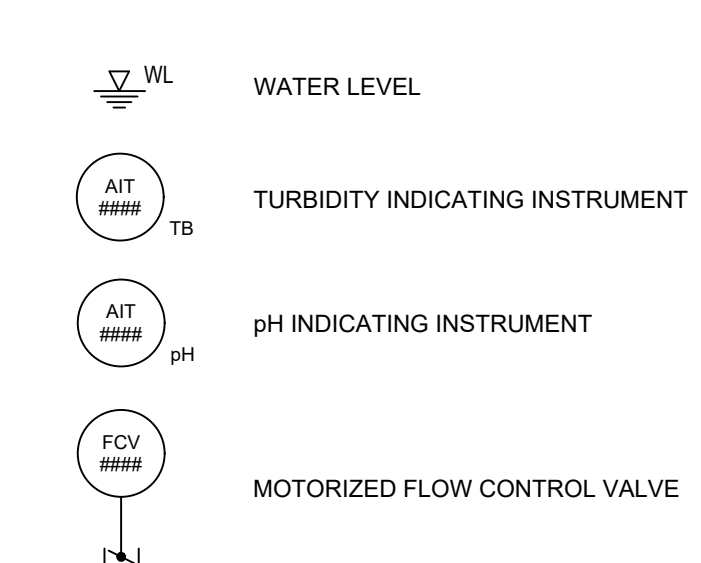 WL
WATER LEVEL
AIT
####
TB
TURBIDITY INDICATING INSTRUMENT
AIT
####
pH
pH INDICATING INSTRUMENT
FCV
####
MOTORIZED FLOW CONTROL VALVE